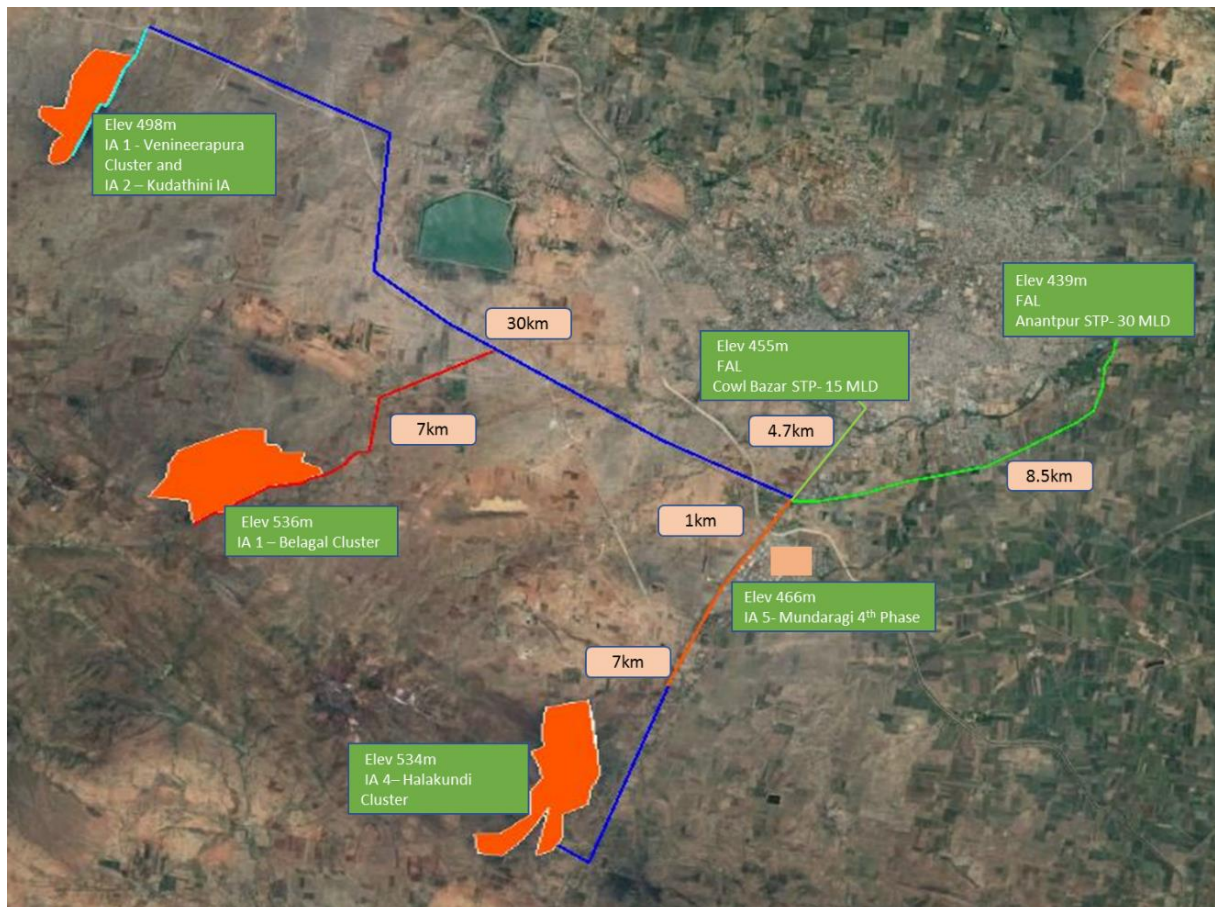 Elev 498m
IA 1 - Venineerapura
Cluster and
IA 2 – Kudathini IA
30km
Elev 439m
FAL
Anantpur STP- 30 MLD
Elev 455m
FAL
Cowl Bazar STP- 15 MLD
7km
4.7km
8.5km
Elev 536m
IA 1 – Belagal Cluster
1km
Elev 466m
IA 5- Mundaragi 4th Phase
7km
Elev 534m
IA 4– Halakundi
Cluster